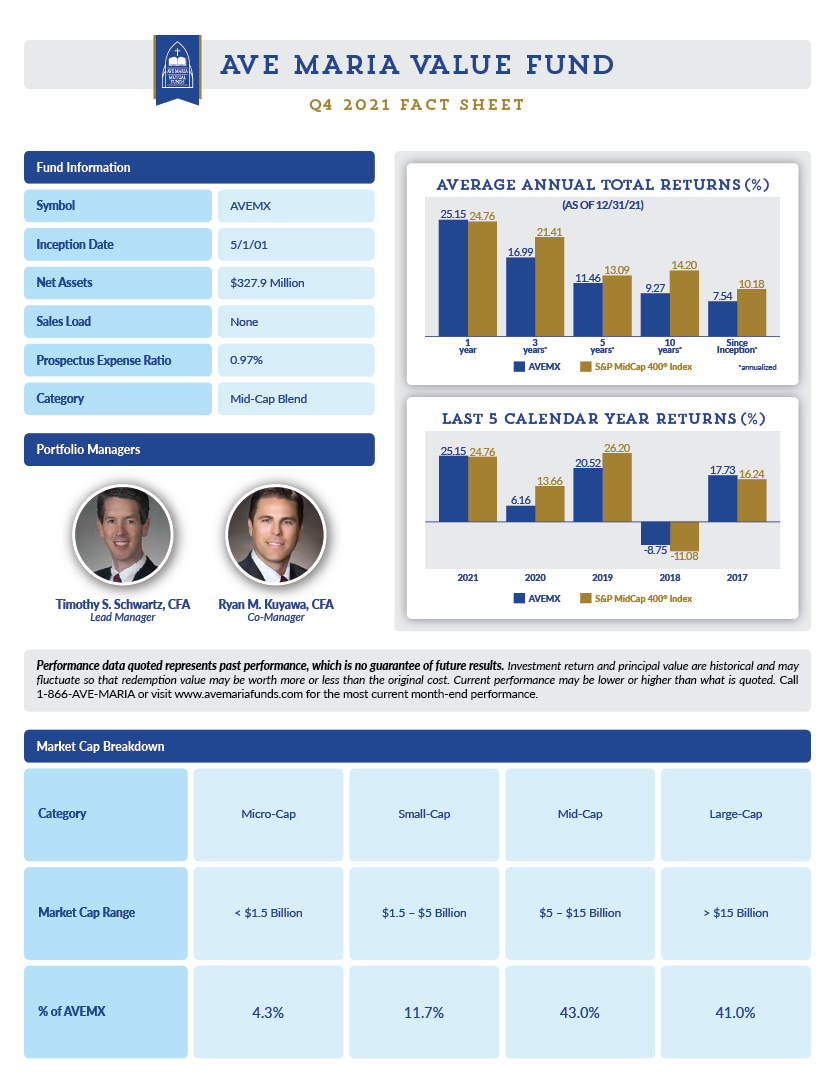 AVE MARIA
MUTUAL
FUNDS
AVE MARIA VALUE FUND
Q4 2021 FACT SHEET
Fund Information
Symbol AVEMX
Inception Date 5/1/01
Net Assets $327.9 Million
Sales Load None
Prospectus Expense Ratio 0.97%
Category Mid-Cap Blend
Portfolio Managers
Timothy S. Schwartz, CFA
Lead Manager
Ryan M. Kuyawa, CFA
Co-Manager
AVERAGE ANNUAL TOTAL RETURNS (%)
(AS OF 12/31/21)
25.15 24.76
16.99 21.41
11.46 13.09
9.27 14.20
7.54 10.18
1
year
3
years*
5
years*
10
years*
Since
Inception*
AVEMX S&P MidCap 400® Index *annualized
LAST 5 CALENDAR YEAR RETURNS (%)
25.15 24.76
6.16 13.66
20.52 26.20
-8.75 -11.08
17.73 16.24
2021 2020 2019 2018 2017
AVEMX S&P MidCap 400® Index
Performance data quoted represents past performance, which is no guarantee of future results. Investment return and principal value are historical and may
fluctuate so that redemption value may be worth more or less than the original cost. Current performance may be lower or higher than what is quoted. Call
1-866-AVE-MARIA or visit www.avemariafunds.com for the most current month-end performance.
Market Cap Breakdown
Category Micro-Cap Small-Cap Mid-Cap Large-Cap
Market Cap Range < $1.5 Billion $1.5 – $5 Billion $5 – $15 Billion > $15 Billion
% of AVEMX 4.3% 11.7% 43.0% 41.0%